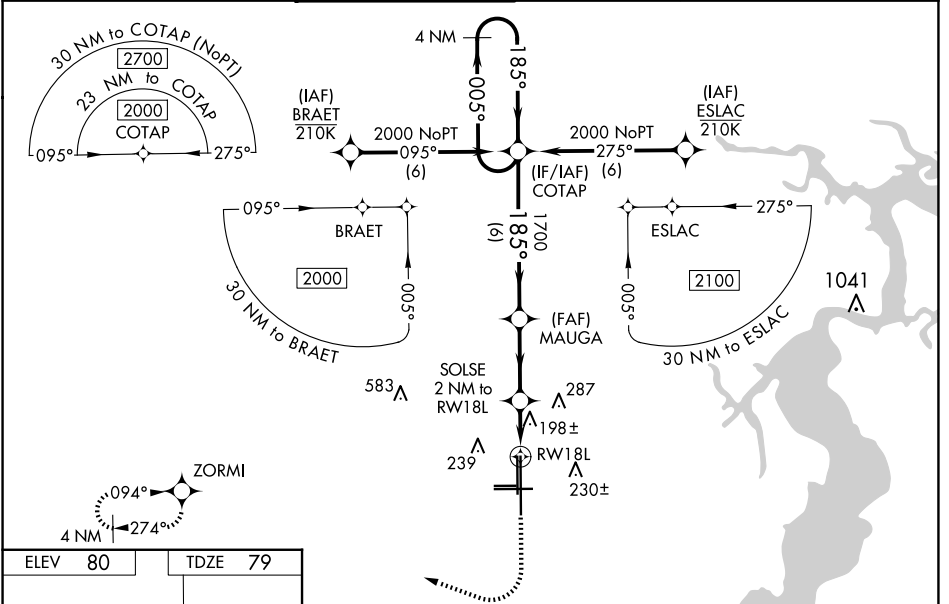 30 NM to COTAP (NoPT)
2700
23 NM to COTAP
2000
COTAP
095°
275°
4 NM
005°
185°
(IAF)
BRAET
210K
2000 NoPT
095°
(6)
(IAF)
ESLAC
210K
2000 NoPT
275°
(6)
(IF/IAF)
COTAP
1700
185°
(6)
095°
BRAET
2000
005°
30 NM to BRAET
275°
ESLAC
2100
005°
30 NM to ESLAC
1041
(FAF)
MAUGA
583
SOLSE
2 NM to
RW18L
287
198±
239
RW18L
230±
ZORMI
094°
274°
4 NM
ELEV 80
TDZE 79